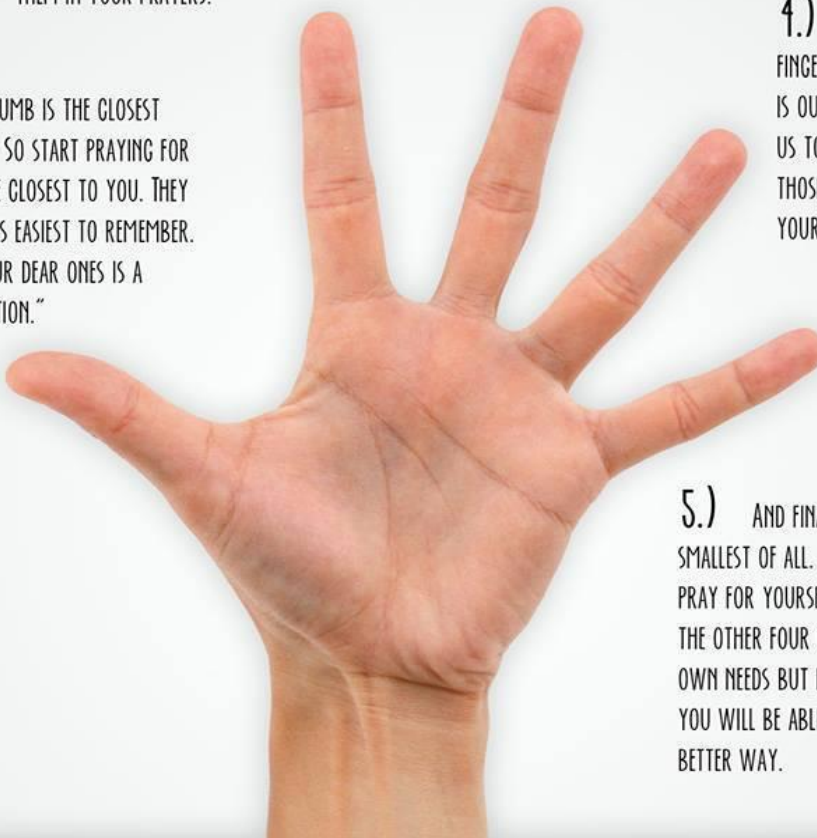 THEM IN YOUR PRAYERS.
UMB IS THE CLOSEST
SO START PRAYING FOR
CLOSEST TO YOU. THEY
S EASIEST TO REMEMBER.
UR DEAR ONES IS A
TION.”
4.)
FINGE
IS OU
US TO
THOS
YOUR
5.) AND FINA
SMALLEST OF ALL.
PRAY FOR YOURSE
THE OTHER FOUR
OWN NEEDS BUT
YOU WILL BE ABL
BETTER WAY.